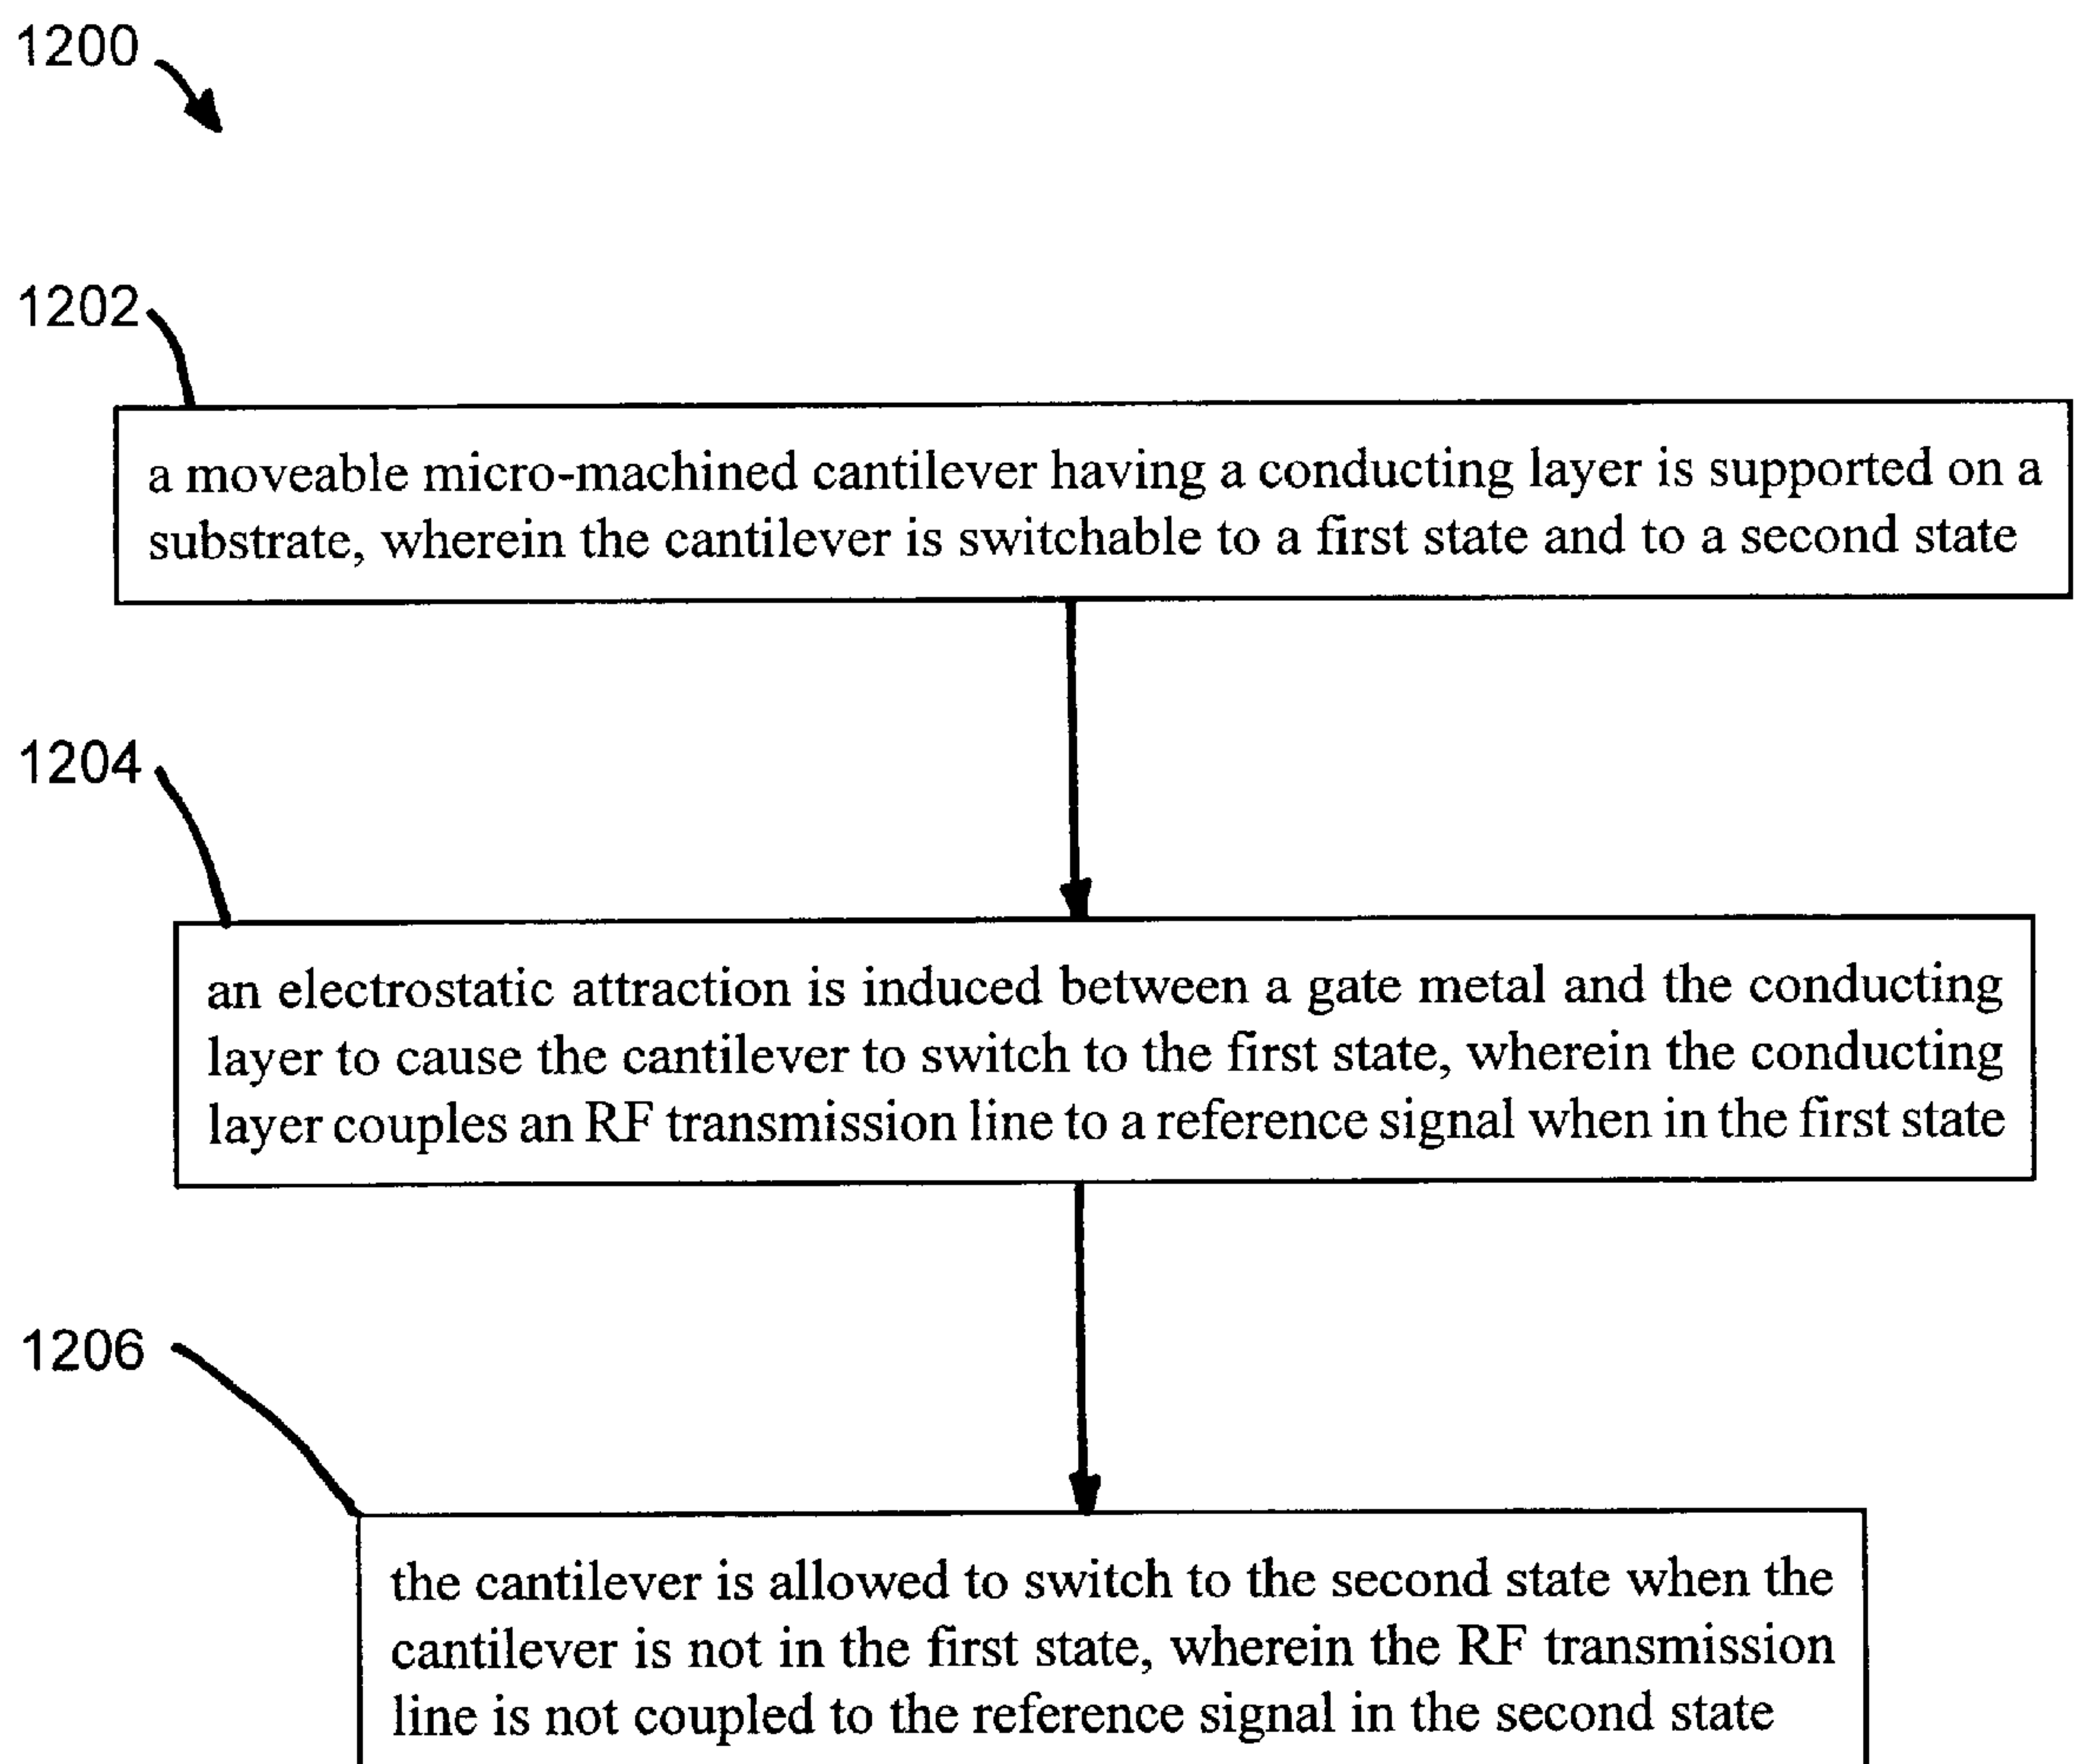 1200
1202
a moveable micro-machined cantilever having a conducting layer is supported on a
substrate, wherein the cantilever is switchable to a first state and to a second state
1204
an electrostatic attraction is induced between a gate metal and the conducting
layer to cause the cantilever to switch to the first state, wherein the conducting
layer couples an RF transmission line to a reference signal when in the first state
1206
the cantilever is allowed to switch to the second state when the
cantilever is not in the first state, wherein the RF transmission
line is not coupled to the reference signal in the second state